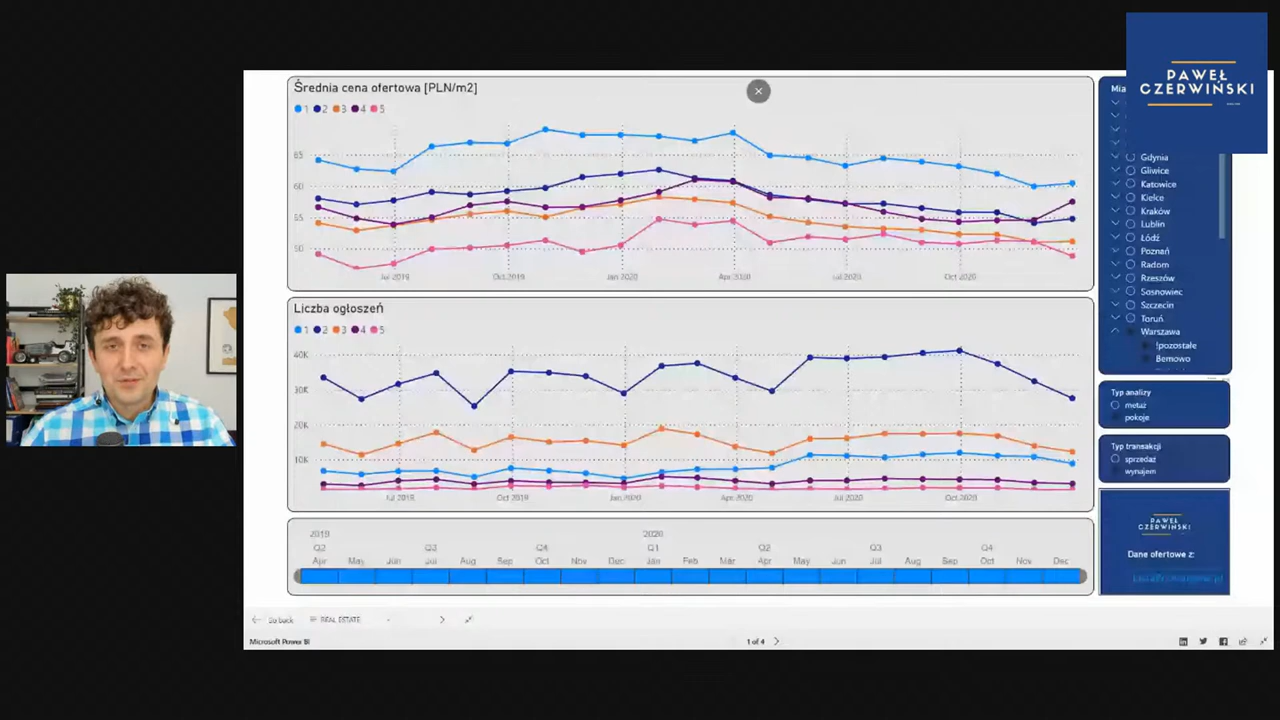 Średnia cena ofertowa [PLN/m2]
1 2 3 4 5
65
60
55
50
Jul 2019 Oct 2019 Jan 2020 Apr 2020 Jul 2020 Oct 2020
Liczba ogłoszeń
1 2 3 4 5
40K
30K
20K
10K
Jul 2019 Oct 2019 Jan 2020 Apr 2020 Jul 2020 Oct 2020
2019 2020
Q2 Q3 Q4 Q1 Q2 Q3 Q4
Apr May Jun Jul Aug Sep Oct Nov Dec Jan Feb Mar Apr May Jun Jul Aug Sep Oct Nov Dec
Go back REAL ESTATE
Microsoft Power BI 1 of 4
PAWEŁ
CZERWIŃSKI
Mia
Gdynia
Gliwice
Katowice
Kielce
Kraków
Lublin
Łódź
Poznań
Radom
Rzeszów
Sosnowiec
Szczecin
Toruń
Warszawa
!pozostałe
Bemowo
Typ analizy
metaż
pokoje
Typ transakcji
sprzedaż
wynajem
PAWEŁ
CZERWIŃSKI
Dane ofertowe z: